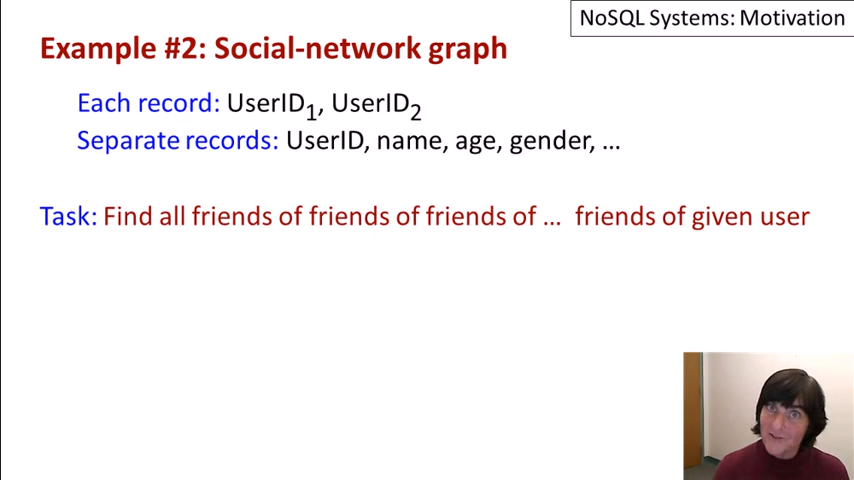 NoSQL Systems: Motivation
Example #2: Social-network graph
Each record: UserID1, UserID2
Separate records: UserID, name, age, gender, …
Task: Find all friends of friends of friends of … friends of given user